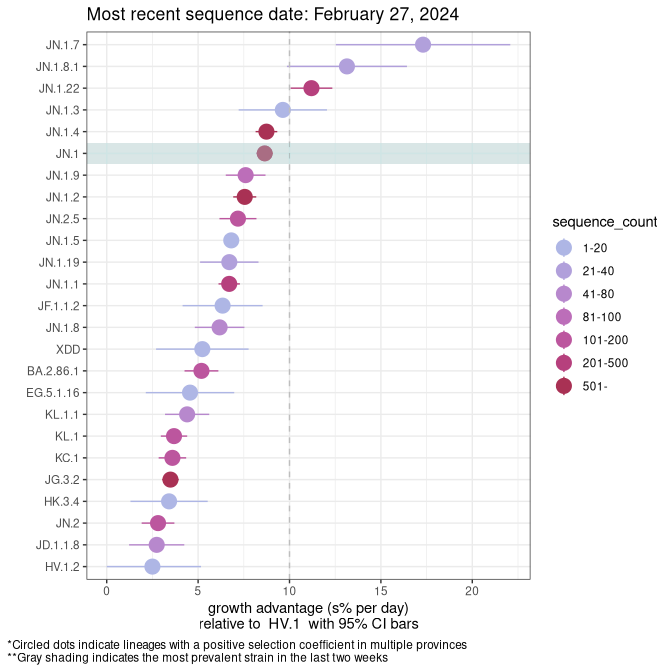 Most recent sequence date: February 27, 2024
JN.1.7
JN.1.8.1
JN.1.22
JN.1.3
JN.1.4
JN.1
JN.1.9
JN.1.2
JN.2.5
JN.1.5
JN.1.19
JN.1.1
JF.1.1.2
JN.1.8
XDD
BA.2.86.1
EG.5.1.16
KL.1.1
KL.1
KC.1
JG.3.2
HK.3.4
JN.2
JD.1.1.8
HV.1.2
0 5 10 15 20
growth advantage (s% per day)
relative to HV.1 with 95% CI bars
sequence_count
1-20
21-40
41-80
81-100
101-200
201-500
501-
*Circled dots indicate lineages with a positive selection coefficient in multiple provinces
**Gray shading indicates the most prevalent strain in the last two weeks